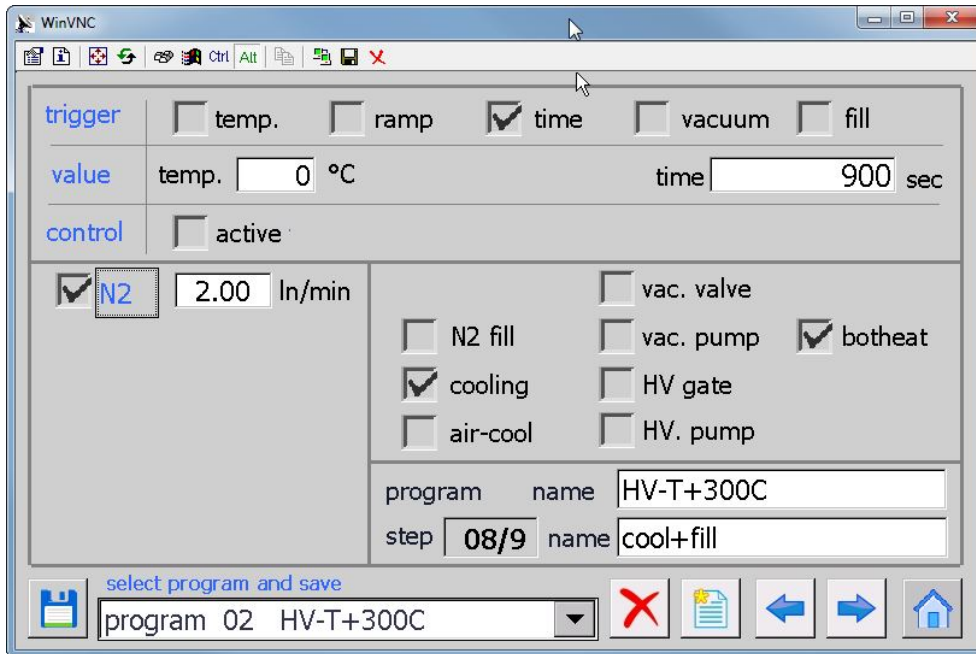 WinVNC
Ctrl Alt
trigger temp. ramp time vacuum fill
value temp. 0 °C time 900 sec
control active
N2 2.00 ln/min
vac. valve
N2 fill vac. pump botheat
cooling HV gate
air-cool HV. pump
program name HV-T+300C
step 08/9 name cool+fill
select program and save
program 02 HV-T+300C